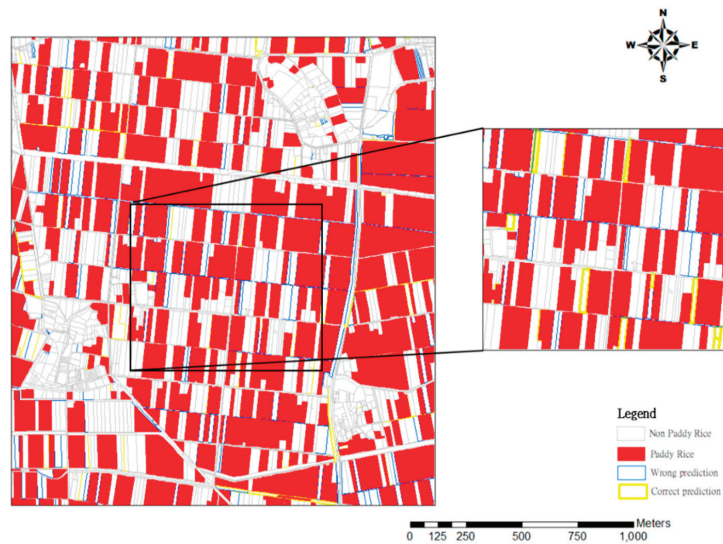 N
W
E
S
Legend
Non Paddy Rice
Paddy Rice
Wrong prediction
Correct prediction
Meters
0 125 250 500 750 1,000